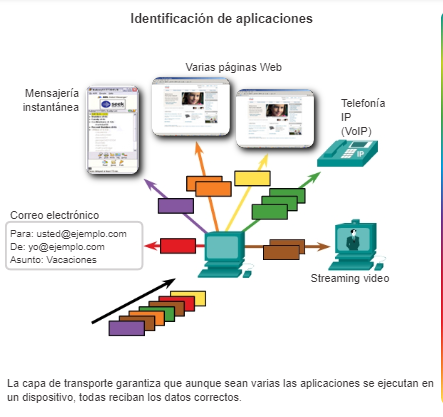 Identificación de aplicaciones
Varias páginas Web
Mensajería
instantánea
Telefonía
IP
(VoIP)
IP
Correo electrónico
Para: usted@ejemplo.com
De: yo@ejemplo.com
Asunto: Vacaciones
Streaming video
La capa de transporte garantiza que aunque sean varias las aplicaciones se ejecutan en
un dispositivo, todas reciban los datos correctos.